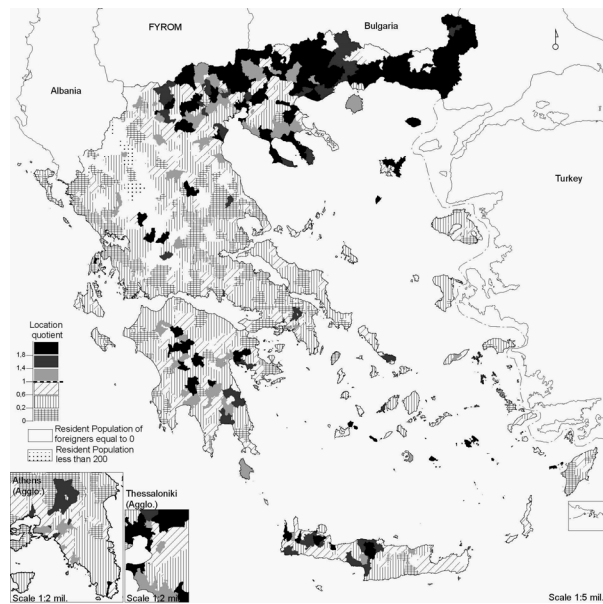 FYROM
Bulgaria
Albania
Turkey
Location
quotient
1.8
1.4
1
0.6
0.2
Resident Population of
foreigners equal to 0
Resident Population
less than 200
Athens
(Agglo.)
Scale 1:2 mil.
Thessaloniki
(Agglo.)
Scale 1:2 mil.
Scale 1:5 mil.